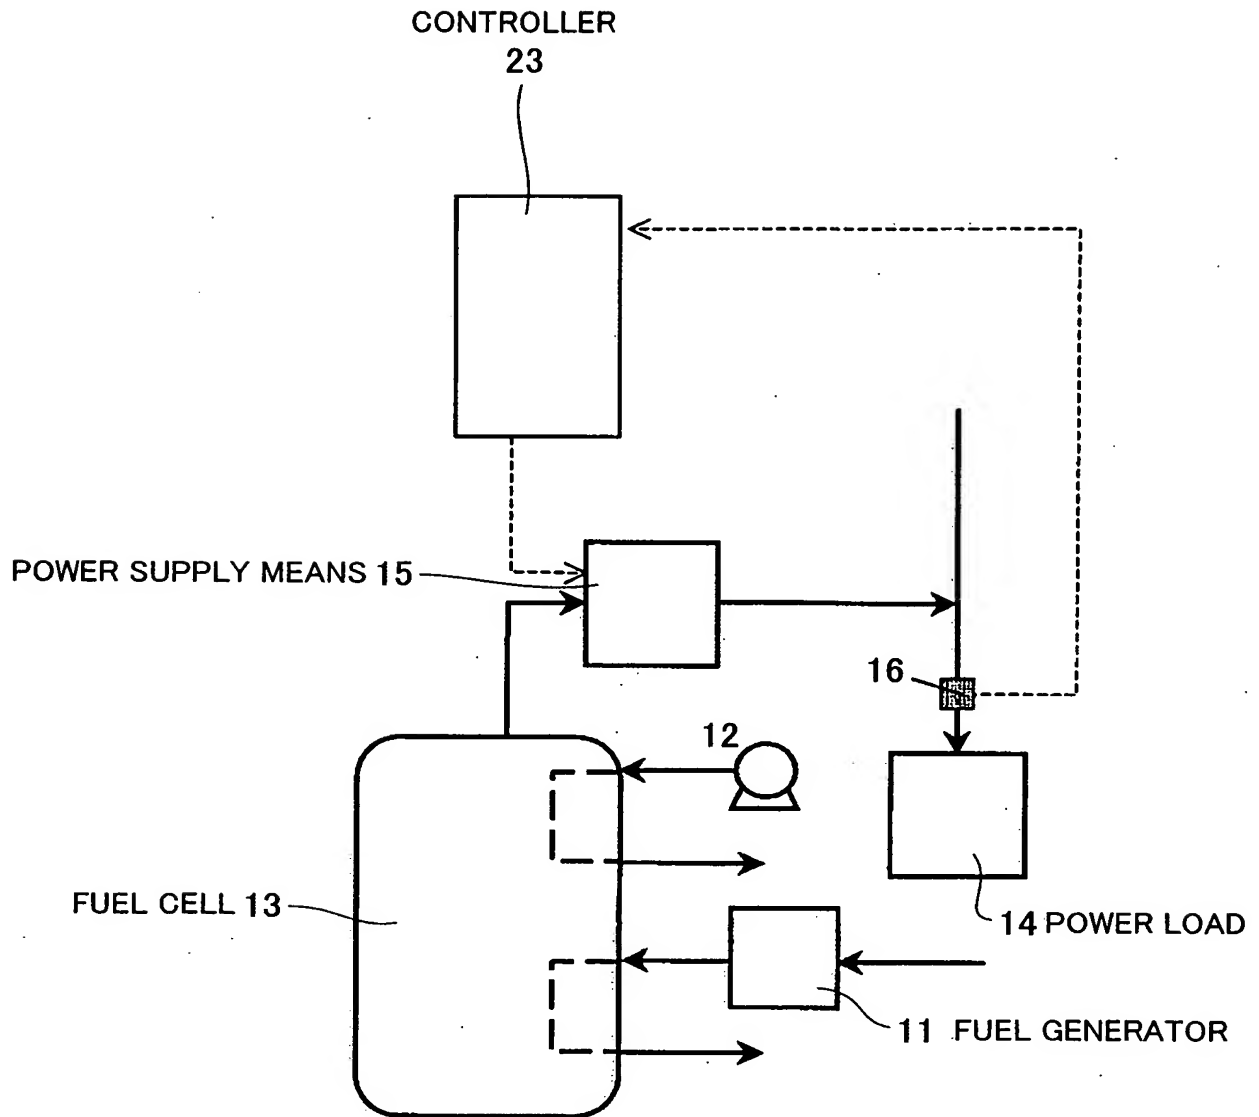 CONTROLLER
23
POWER SUPPLY MEANS 15
16
12
FUEL CELL 13
14 POWER LOAD
11 FUEL GENERATOR